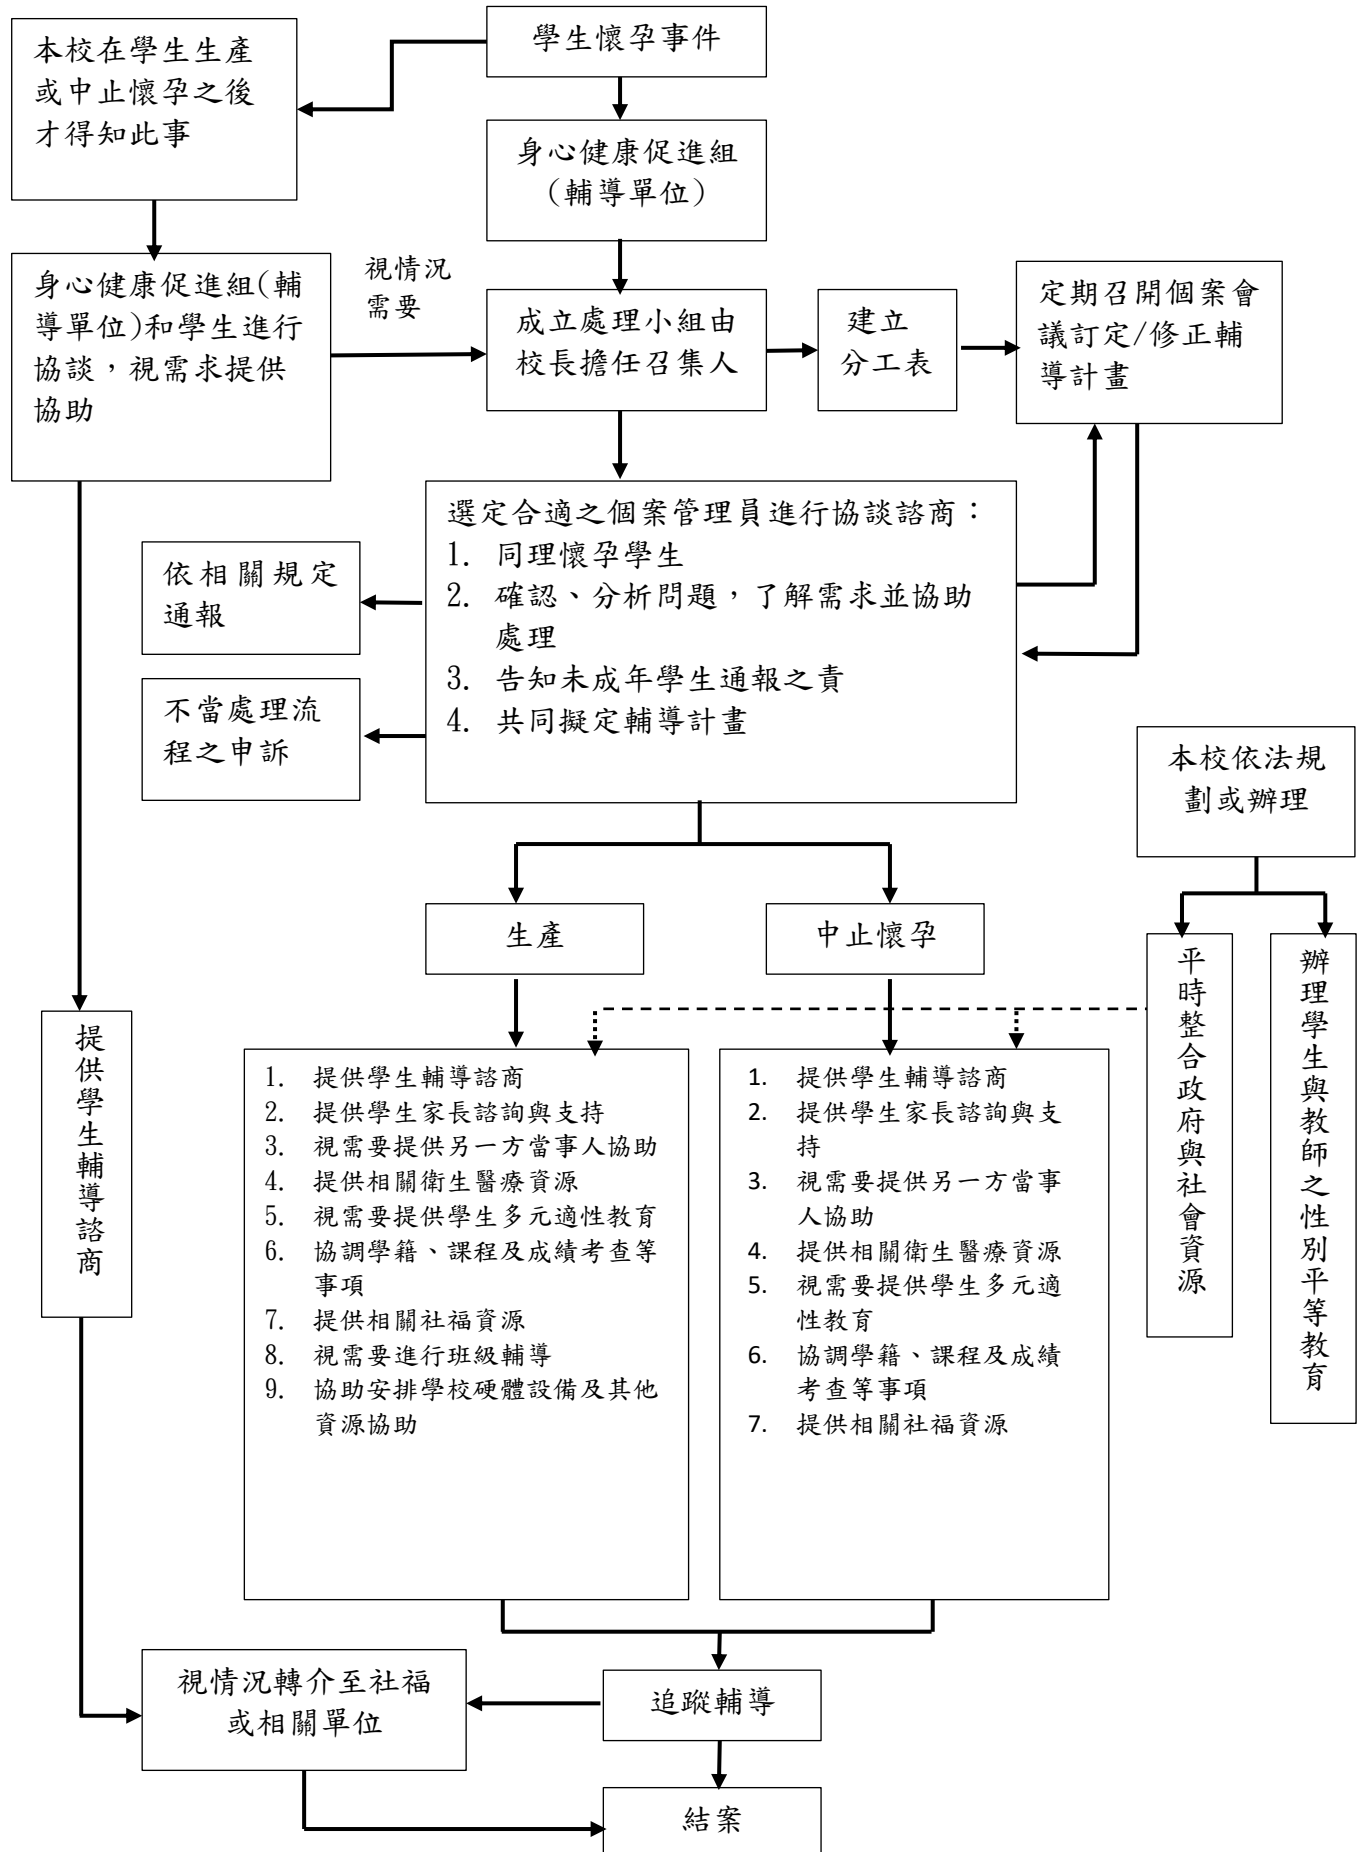 學生懷孕事件
本校在學生生產
或中止懷孕之後
才得知此事
身心健康促進組
(輔導單位)
身心健康促進組(輔
導單位)和學生進行
協談，視需求提供
協助
視情況
需要
成立處理小組由
校長擔任召集人
建立
分工表
定期召開個案會
議訂定/修正輔
導計畫
選定合適之個案管理員進行協談諮商：
1. 同理懷孕學生
2. 確認、分析問題，了解需求並協助
處理
3. 告知未成年學生通報之責
4. 共同擬定輔導計畫
依相關規定
通報
不當處理流
程之申訴
本校依法規
劃或辦理
生產
中止懷孕
平時整合政府與社會資源
辦理學生與教師之性別平等教育
提供學生輔導諮商
1. 提供學生輔導諮商
2. 提供學生家長諮詢與支持
3. 視需要提供另一方當事人協助
4. 提供相關衛生醫療資源
5. 視需要提供學生多元適性教育
6. 協調學籍、課程及成績考查等
事項
7. 提供相關社福資源
8. 視需要進行班級輔導
9. 協助安排學校硬體設備及其他
資源協助
1. 提供學生輔導諮商
2. 提供學生家長諮詢與支
持
3. 視需要提供另一方當事
人協助
4. 提供相關衛生醫療資源
5. 視需要提供學生多元適
性教育
6. 協調學籍、課程及成績
考查等事項
7. 提供相關社福資源
視情況轉介至社福
或相關單位
追蹤輔導
結案